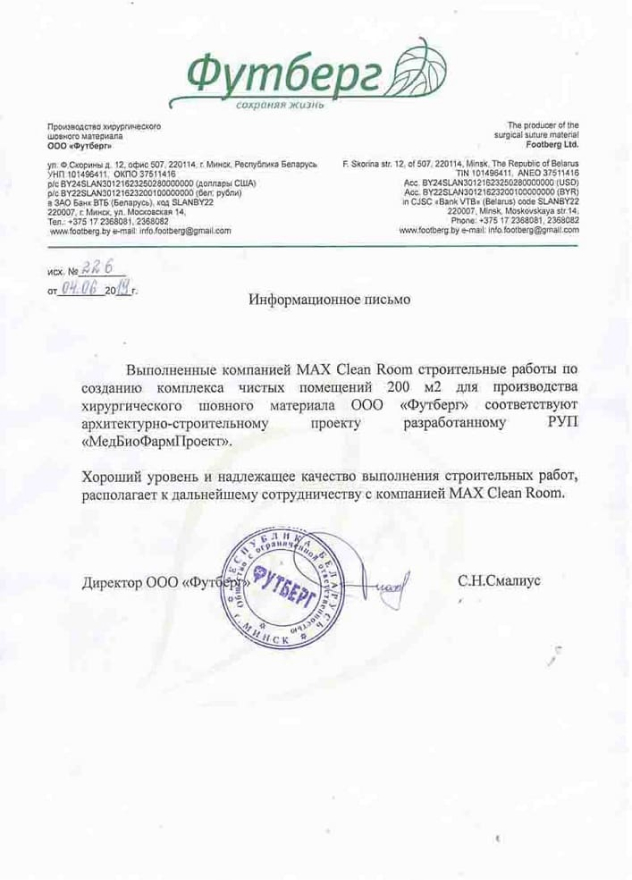 Футберг
сохраняя жизнь
Производство хирургического
шовного материала
ООО «Футберг»
ул. Ф.Скорины д. 12, офис 507, 220114, г. Минск, Республика Беларусь
УНП 101496411, ОКПО 37511416
р/с BY24SLAN30121623250280000000 (доллары США)
р/с BY22SLAN30121623200100000000 (бел. рубли)
в ЗАО Банк ВТБ (Беларусь), код SLANBY22
220007, г. Минск, ул. Московская 14,
Тел.: +375 17 2368081, 2368082
www.footberg.by e-mail: info.footberg@gmail.com
The producer of the
surgical suture material
Footberg Ltd.
F. Skorina str. 12, of 507, 220114, Minsk, The Republic of Belarus
TIN 101496411, ANEO 37511416
Acc. BY24SLAN30121623250280000000 (USD)
Acc. BY22SLAN30121623200100000000 (BYR)
in CJSC «Bank VTB» (Belarus) code SLANBY22
220007, Minsk, Moskovskaya str.14,
Phone: +375 17 2368081, 2368082
www.footberg.by e-mail: info.footberg@gmail.com
исх. № 226
от 04.06 2019 г.
Информационное письмо
Выполненные компанией MAX Clean Room строительные работы по
созданию комплекса чистых помещений 200 м2 для производства
хирургического шовного материала ООО «Футберг» соответствуют
архитектурно-строительному проекту разработанному РУП
«МедБиоФармПроект».
Хороший уровень и надлежащее качество выполнения строительных работ,
располагает к дальнейшему сотрудничеству с компанией MAX Clean Room.
Директор ООО «Футберг»
С.Н.Смалиус
РЕСПУБЛИКА БЕЛАРУСЬ
Общество с ограниченной ответственностью
ФУТБЕРГ
г. МИНСК